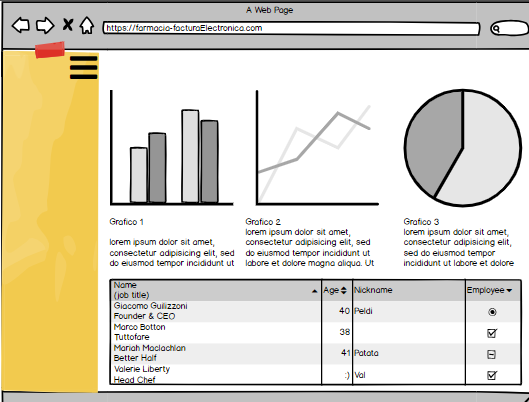 A Web Page
https://farmacia-facturaElectronica.com
Grafico 1
lorem ipsum dolor sit amet,
consectetur adipisicing elit, sed
do eiusmod tempor incididunt ut
Grafico 2
lorem ipsum dolor sit amet,
consectetur adipisicing elit, sed
do eiusmod tempor incididunt ut
labore et dolore magna aliqua. Ut
Grafico 3
lorem ipsum dolor sit amet,
consectetur adipisicing elit, sed
do eiusmod tempor incididunt ut
labore et dolore
Name
(job title)
Age
Nickname
Employee
Giacomo Guilizzoni
Founder & CEO
40
Peldi
Marco Botton
Tuttofare
38
Mariah Maclachlan
Better Half
41
Patata
Valerie Liberty
Head Chef
:)
Val